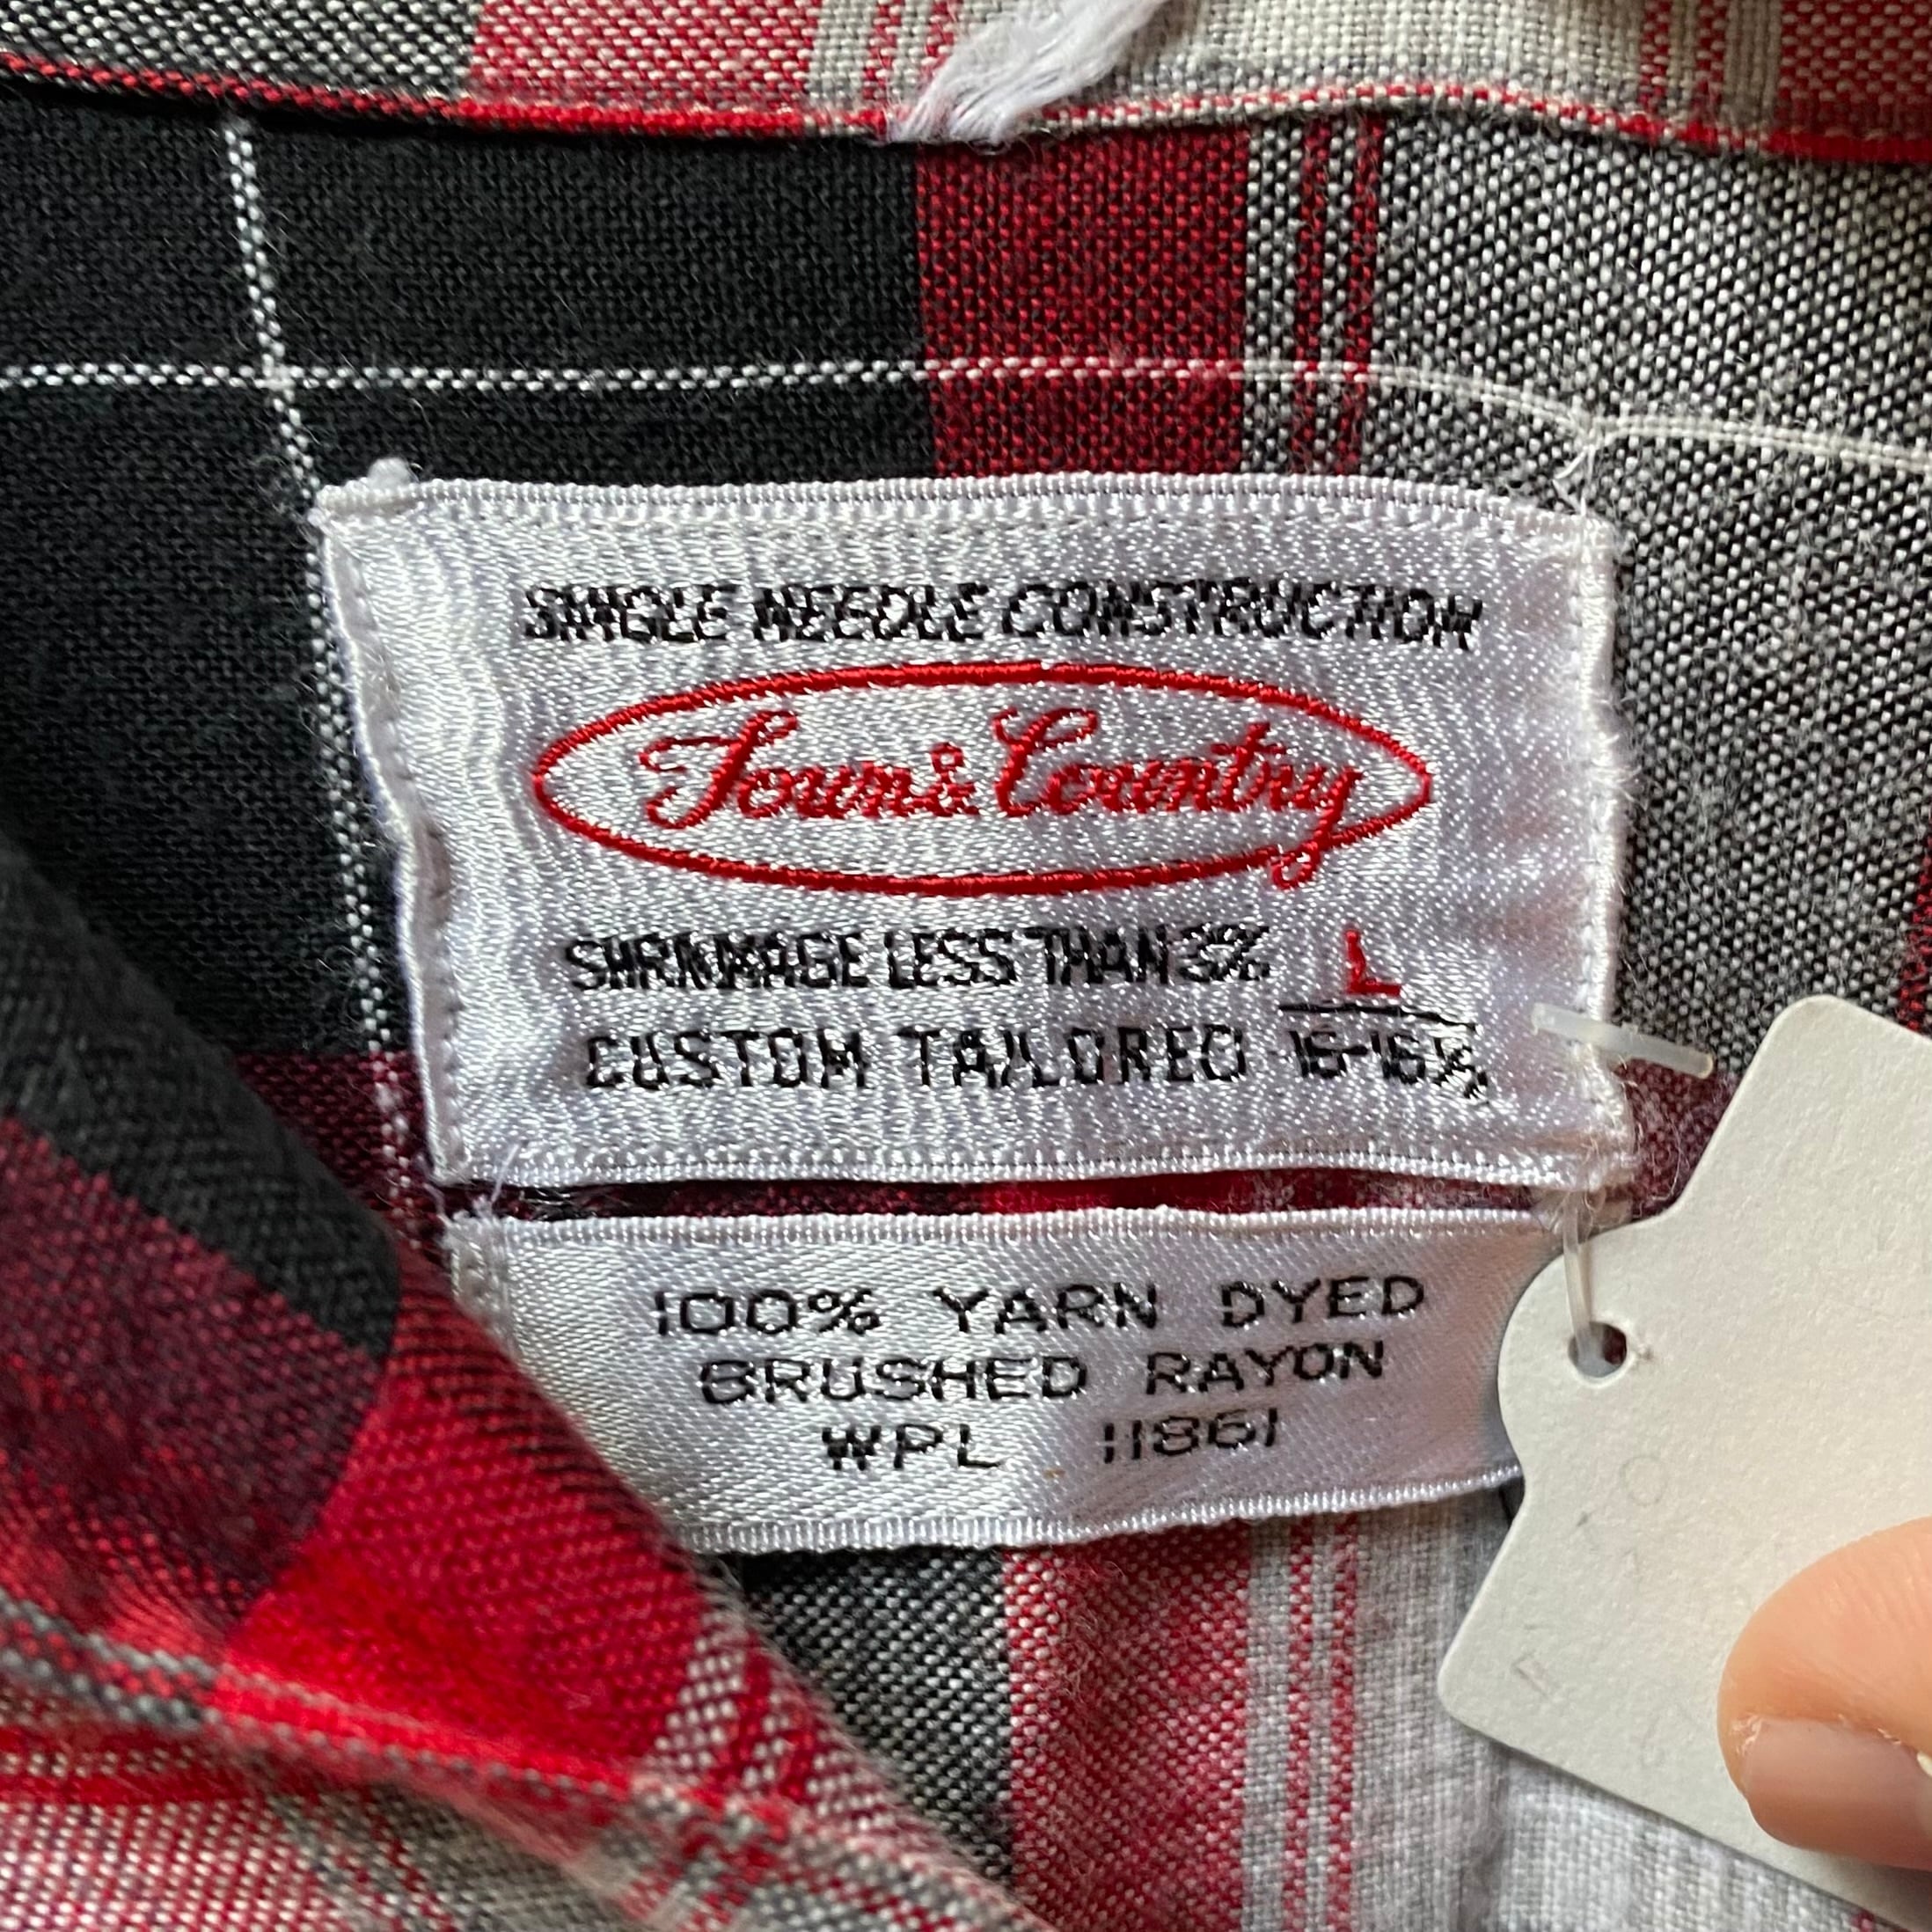 SINGLE NEEDLE CONSTRUCTION
Town & Country
SHRINKAGE LESS THAN 3% L
CUSTOM TAILORED 16-16½
100% YARN DYED
BRUSHED RAYON
WPL 11861